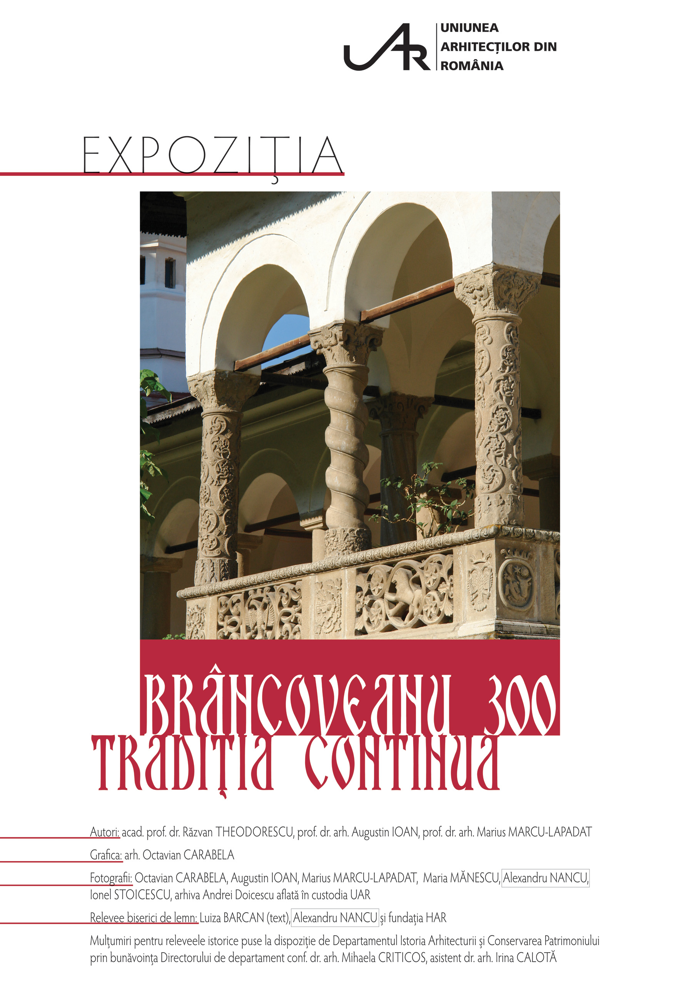 UAR
UNIUNEA
ARHITECȚILOR DIN
ROMÂNIA
EXPOZIŢIA
BRÂNCOVEANU 300
TRADIȚIA CONTINUĂ
Autori: acad. prof. dr. Răzvan THEODORESCU, prof. dr. arh. Augustin IOAN, prof. dr. arh. Marius MARCU-LAPADAT
Grafica: arh. Octavian CARABELA
Fotografii: Octavian CARABELA, Augustin IOAN, Marius MARCU-LAPADAT, Maria MĂNESCU, Alexandru NANCU,
Ionel STOICESCU, arhiva Andrei Doicescu aflată în custodia UAR
Relevee biserici de lemn: Luiza BARCAN (text), Alexandru NANCU şi fundaţia HAR
Mulţumiri pentru releveele istorice puse la dispoziţie de Departamentul Istoria Arhitecturii şi Conservarea Patrimoniului
prin bunăvoinţa Directorului de departament conf. dr. arh. Mihaela CRITICOS, asistent dr. arh. Irina CALOTĂ